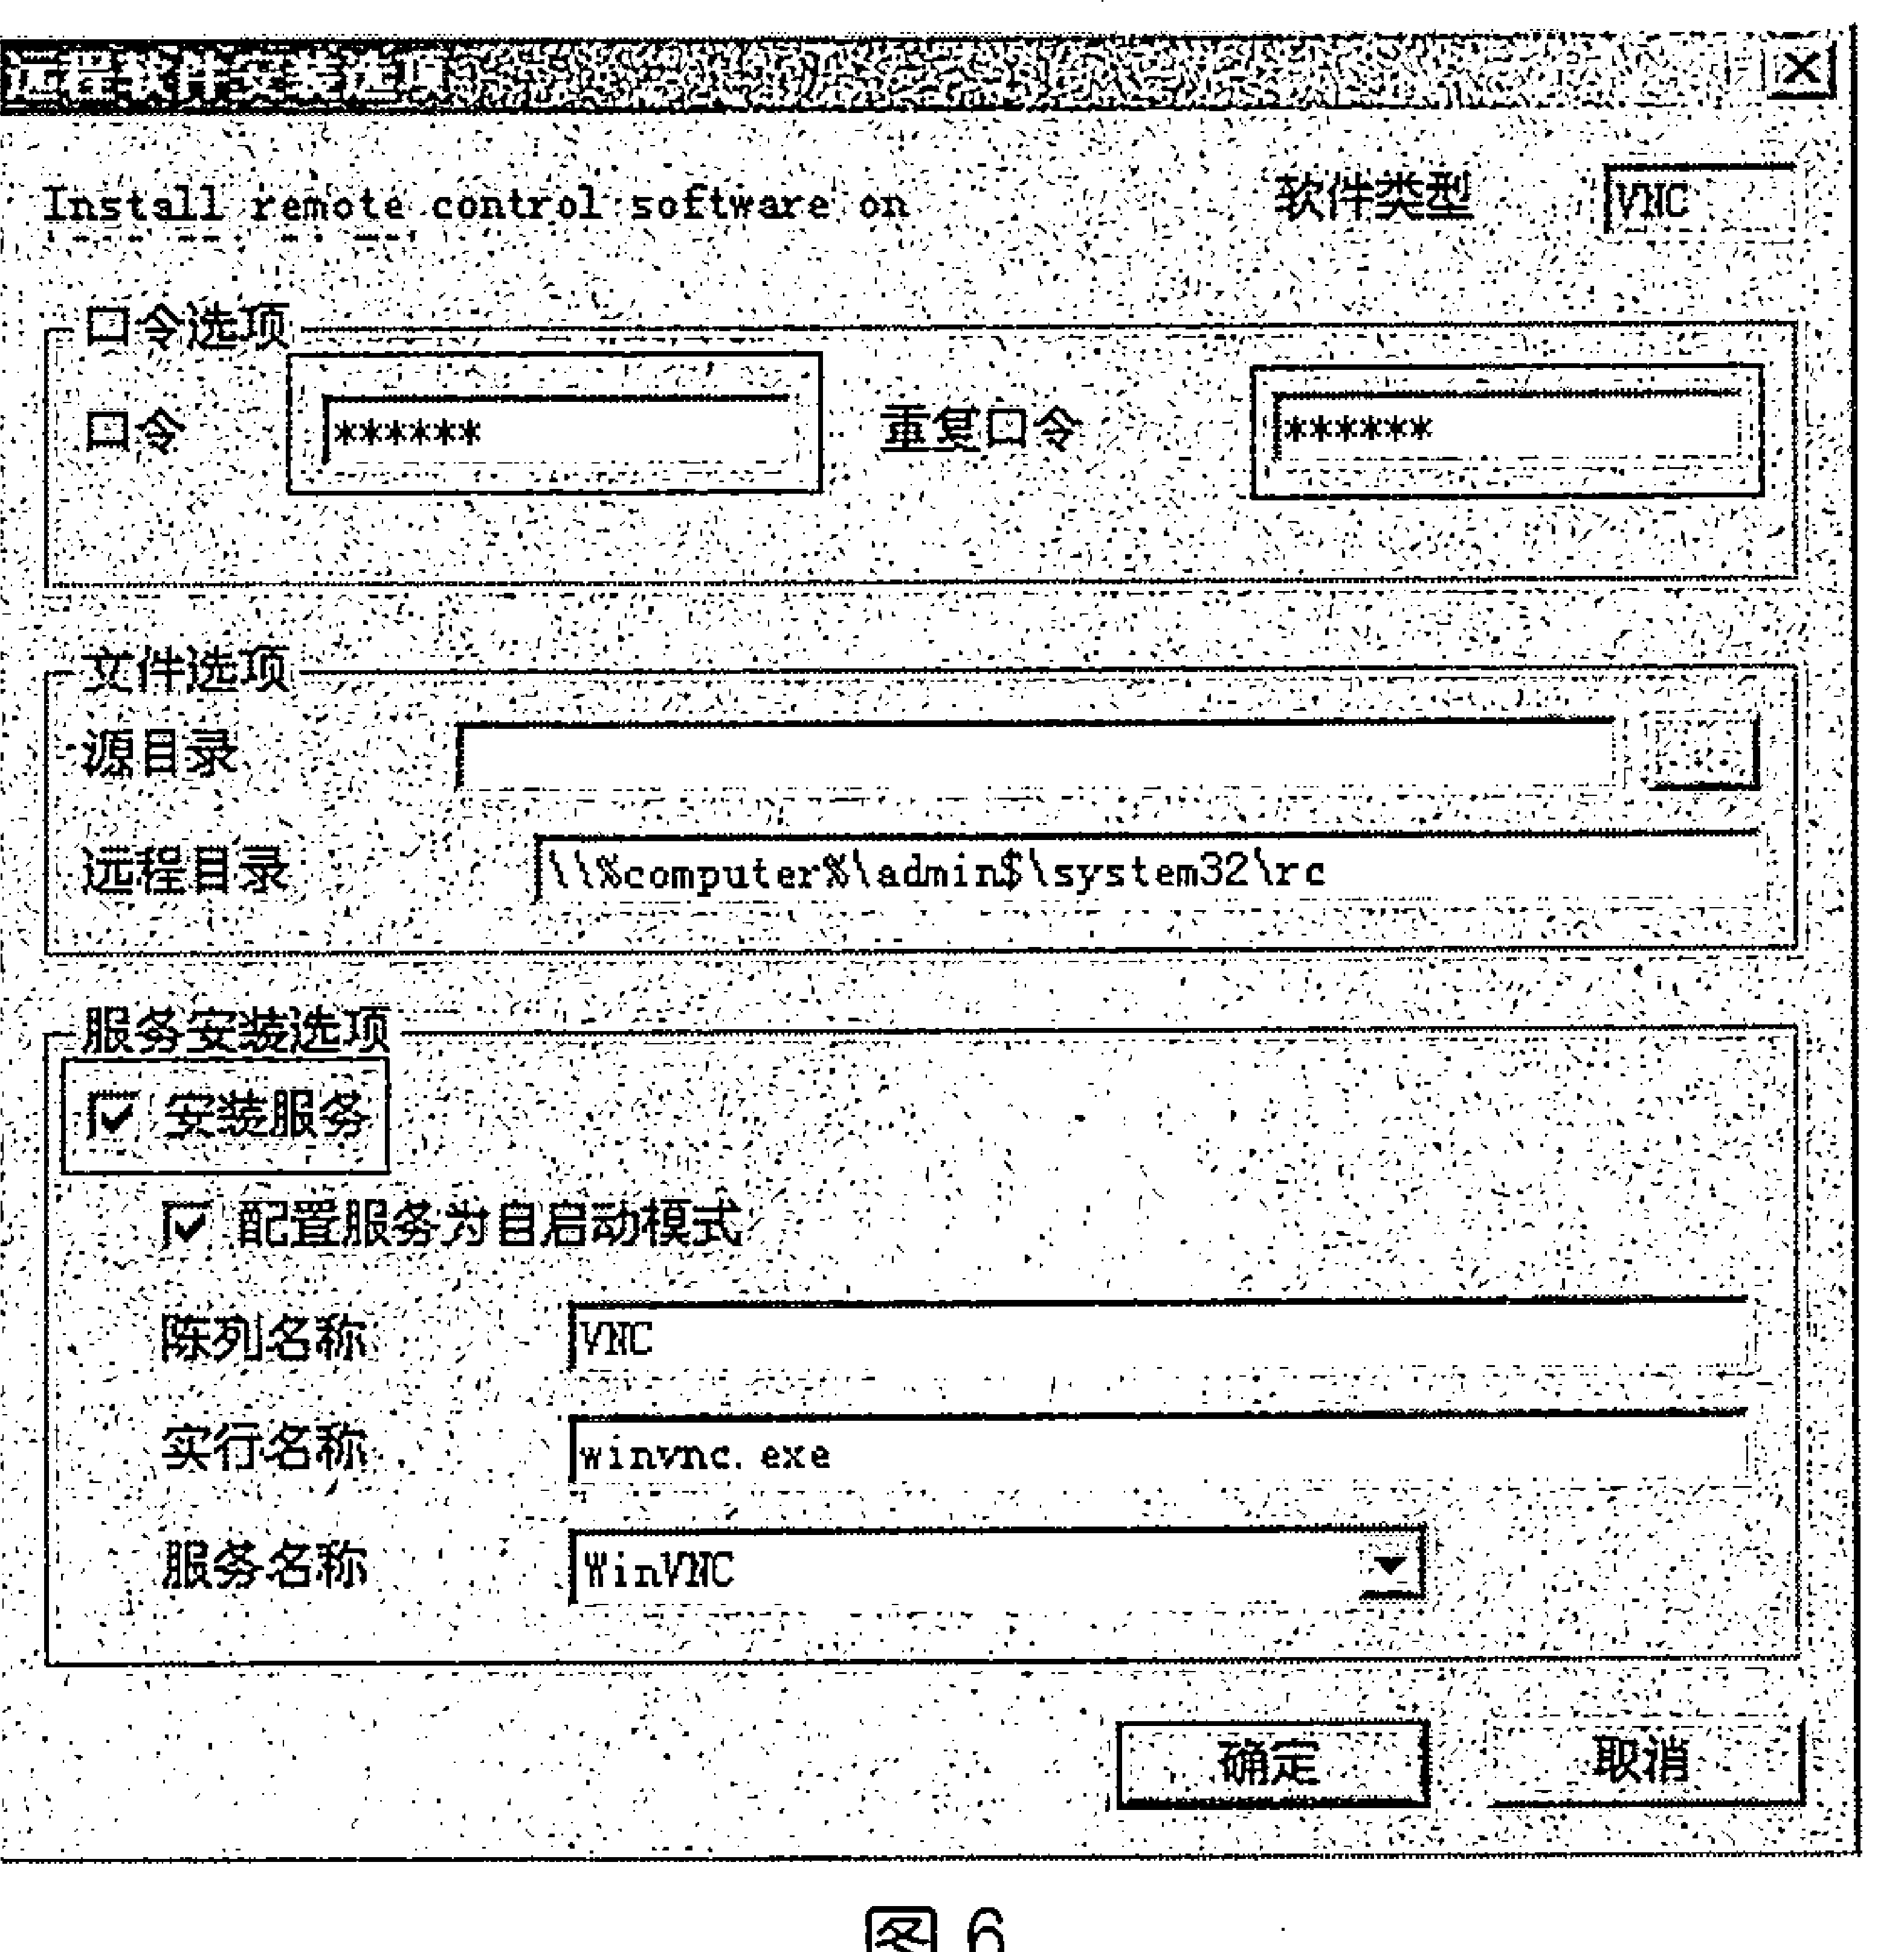 远程软件安装选项
Install remote control software on 软件类型 VNC
口令选项
口令 ****** 重复口令 ******
文件选项
源目录
远程目录 \\%computer%\admin$\system32\rc
服务安装选项
安装服务
配置服务为自启动模式
陈列名称 VNC
实行名称 winvnc.exe
服务名称 WinVNC
确定 取消
图 6